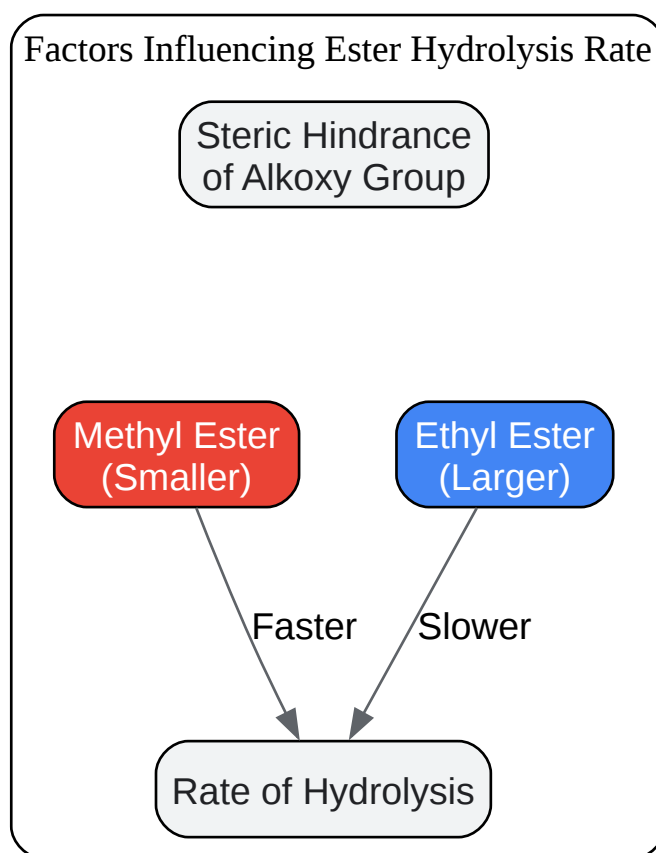 Factors Influencing Ester Hydrolysis Rate
Steric Hindrance
of Alkoxy Group
Methyl Ester
(Smaller)
Ethyl Ester
(Larger)
Faster
Slower
Rate of Hydrolysis